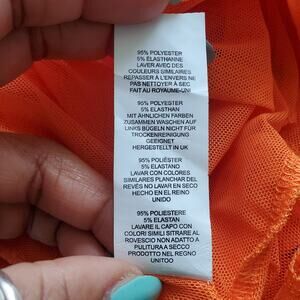 95% POLYESTER
5% ELASTHANNE
LAVER AVEC DES
COULEURS SIMILAIRES
REPASSER À L'ENVERS NE
PAS NETTOYER À SEC
FAIT AU ROYAUME-UNI
95% POLYESTER
5% ELASTHAN
MIT ÄHNLICHEN FARBEN
ZUSAMMEN WASCHEN AUF
LINKS BÜGELN NICHT FÜR
TROCKENREINIGUNG
GEEIGNET
HERGESTELLT IN UK
95% POLIÉSTER
5% ELASTANO
LAVAR CON COLORES
SIMILARES PLANCHAR DEL
REVÉS NO LAVAR EN SECO
HECHO EN EL REINO
UNIDO
95% POLIESTERE
5% ELASTAN
LAVARE IL CAPO CON
COLORI SIMILI STIRARE AL
ROVESCIO NON ADATTO A
PULITURA A SECCO
PRODOTTO NEL REGNO
UNITOO